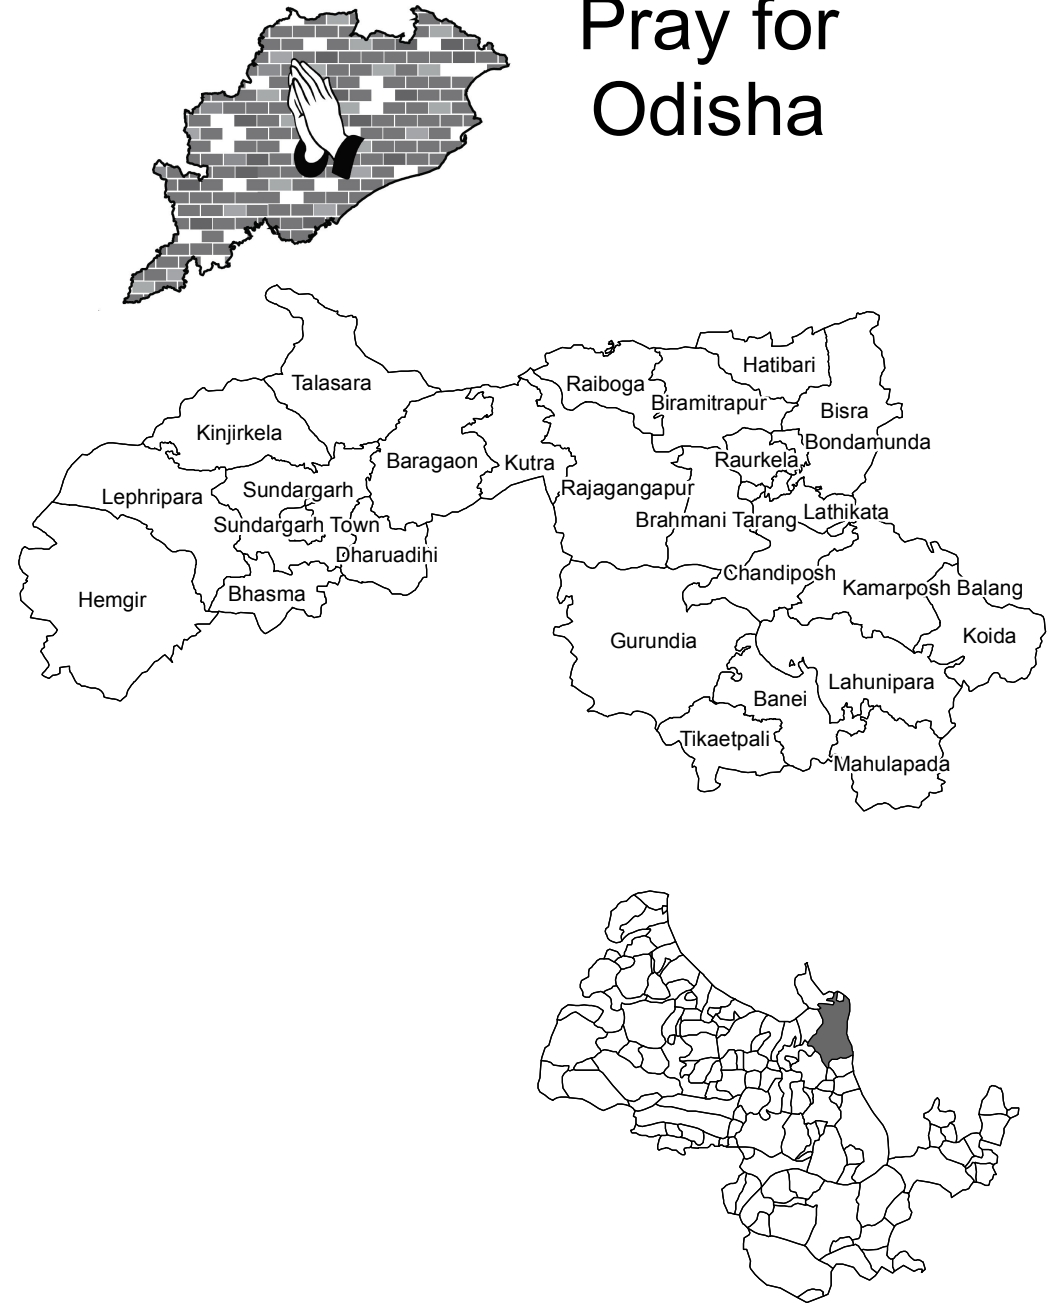 Pray for
Odisha
Talasara
Kinjirkela
Lephripara
Sundargarh
Sundargarh Town
Dharuadihi
Bhasma
Hemgir
Baragaon
Kutra
Raiboga
Biramitrapur
Hatibari
Bisra
Bondamunda
Raurkela
Rajagangapur
Brahmani Tarang
Lathikata
Chandiposh
Kamarposh Balang
Koida
Gurundia
Lahunipara
Banei
Tikaetpali
Mahulapada